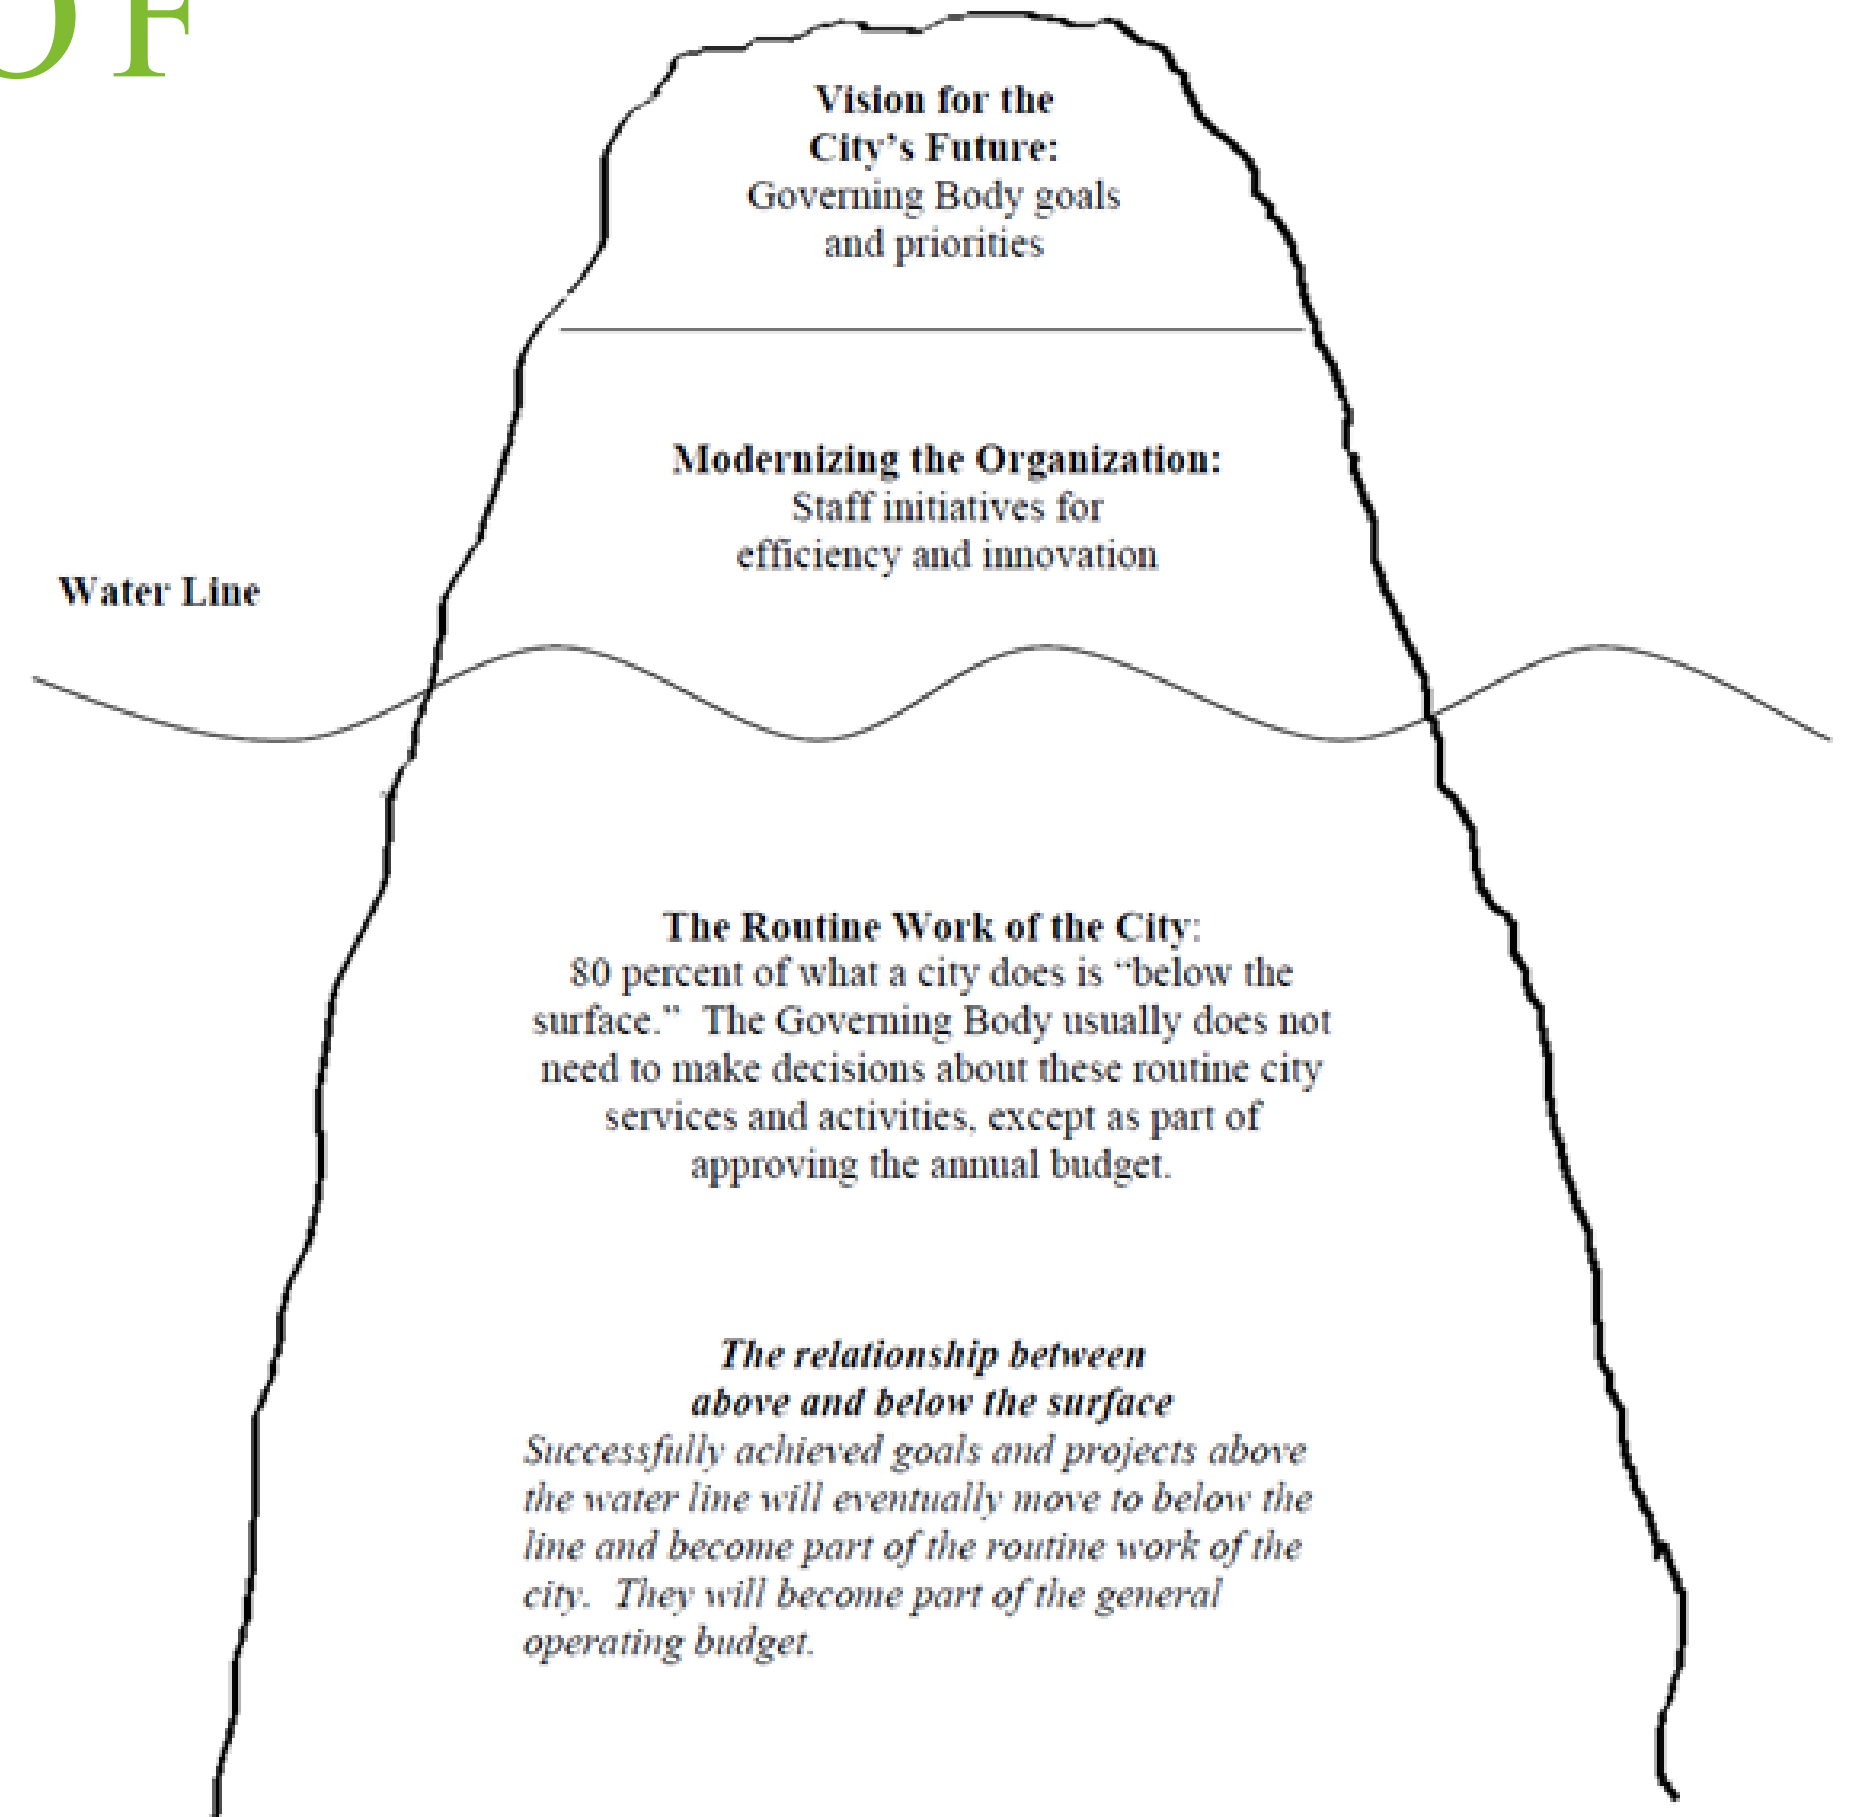 OF
Vision for the
City’s Future:
Governing Body goals
and priorities
Modernizing the Organization:
Staff initiatives for
efficiency and innovation
Water Line
The Routine Work of the City:
80 percent of what a city does is “below the
surface.”  The Governing Body usually does not
need to make decisions about these routine city
services and activities, except as part of
approving the annual budget.
The relationship between
above and below the surface
Successfully achieved goals and projects above
the water line will eventually move to below the
line and become part of the routine work of the
city.  They will become part of the general
operating budget.